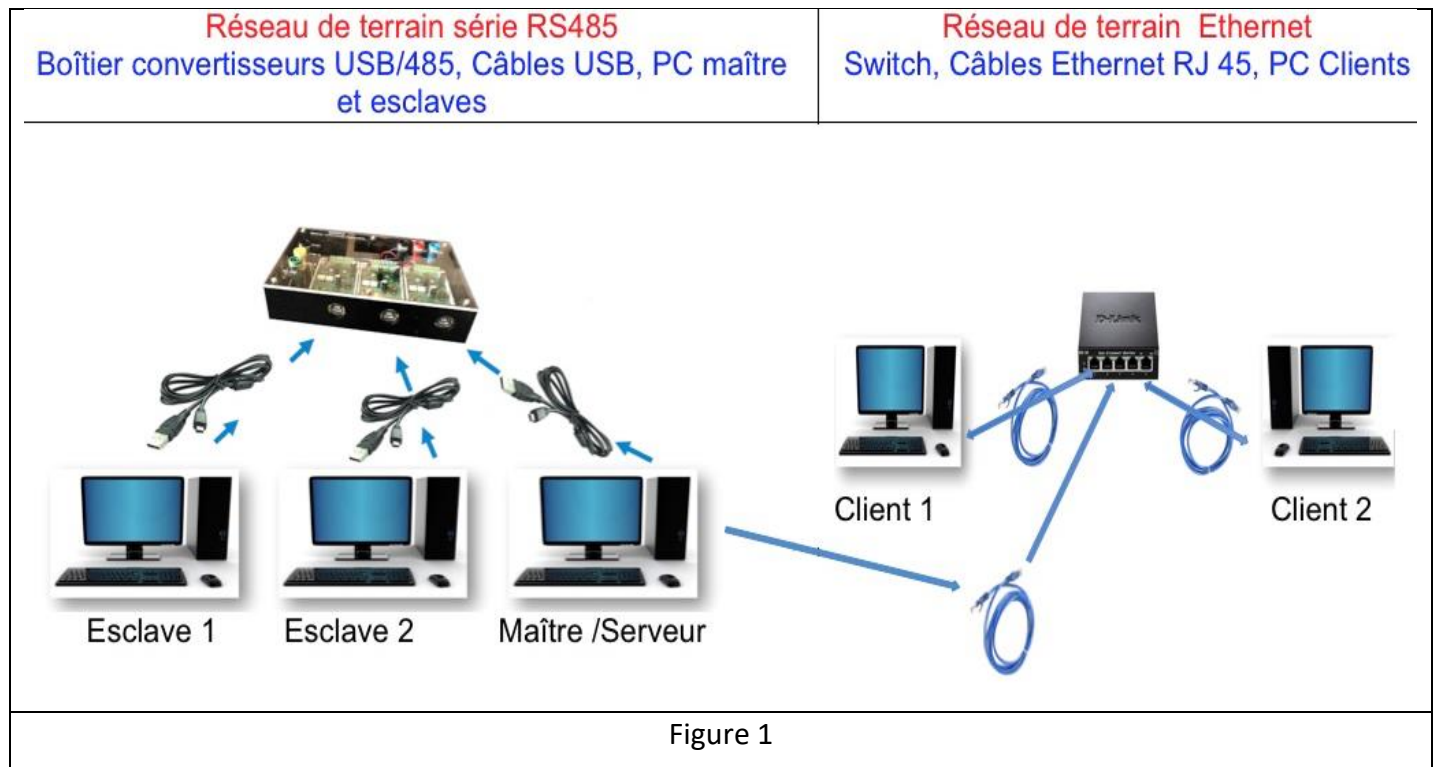 Réseau de terrain série RS485
Boîtier convertisseurs USB/485, Câbles USB, PC maître
et esclaves
Réseau de terrain Ethernet
Switch, Câbles Ethernet RJ 45, PC Clients
D-Link
Client 1
Client 2
Esclave 1
Esclave 2
Maître /Serveur
Figure 1